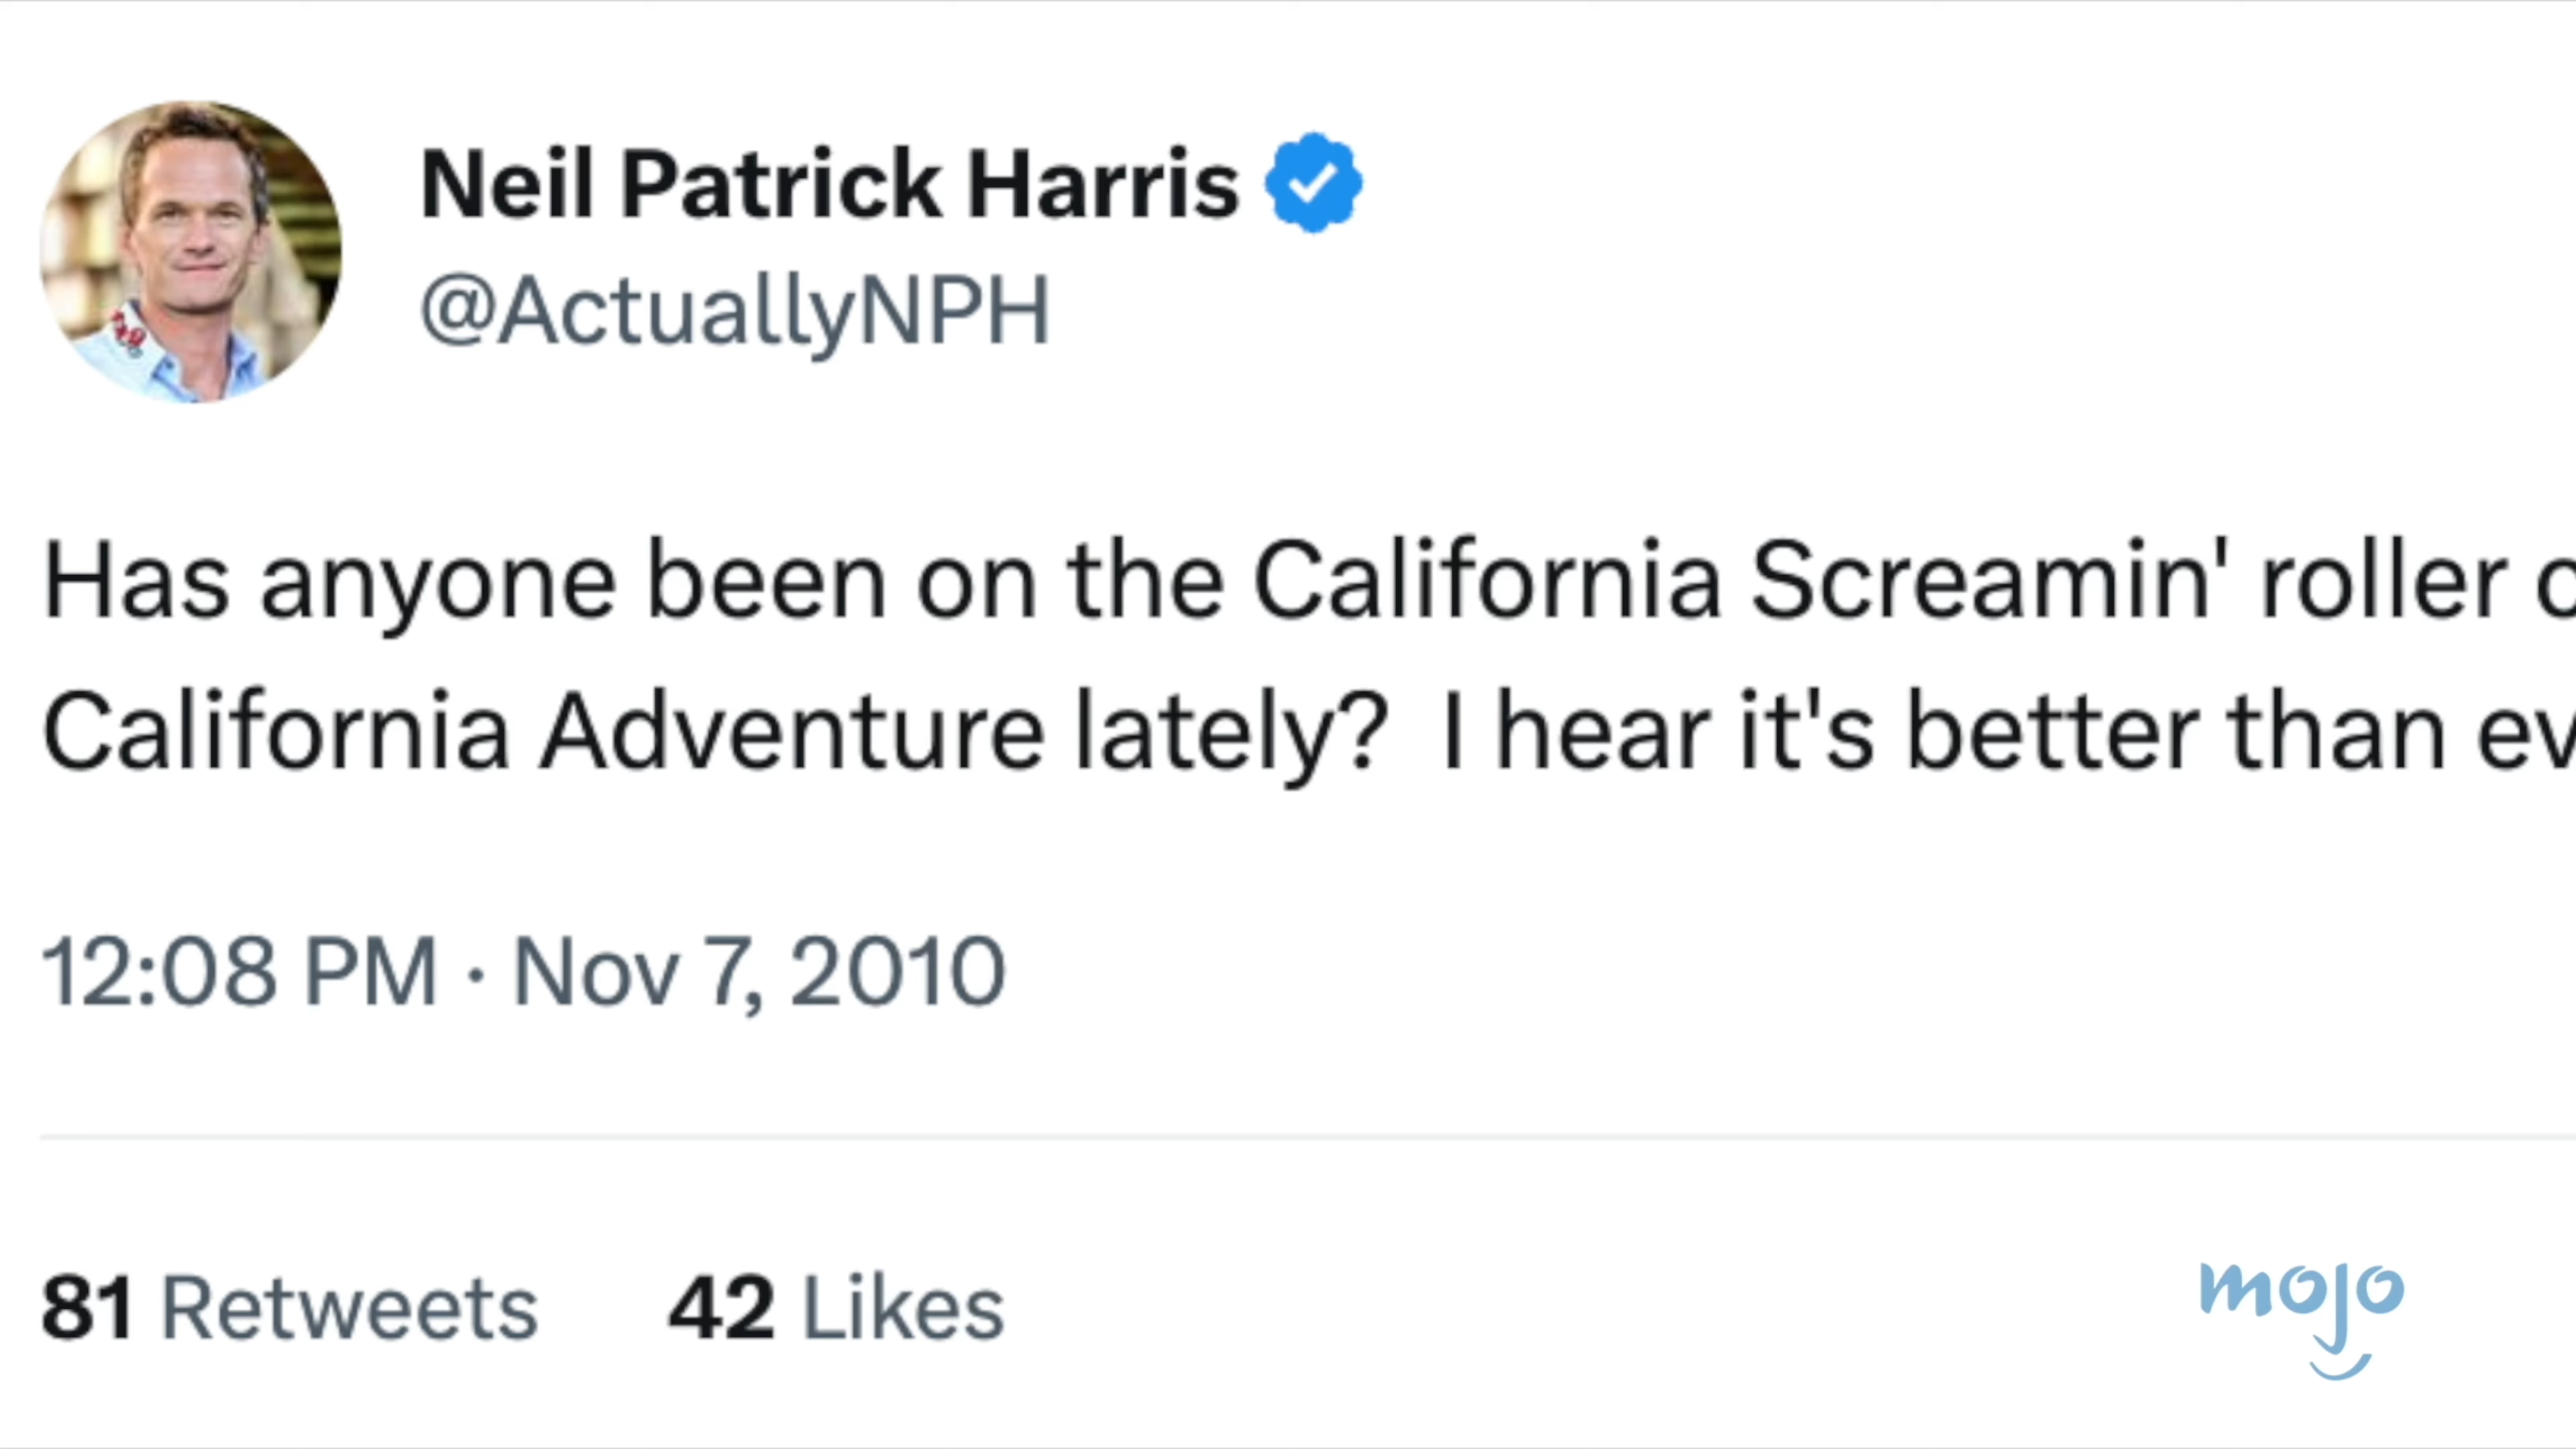 Neil Patrick Harris
@ActuallyNPH
Has anyone been on the California Screamin' roller
California Adventure lately? I hear it's better than
12:08 PM · Nov 7, 2010
81 Retweets 42 Likes
mojo